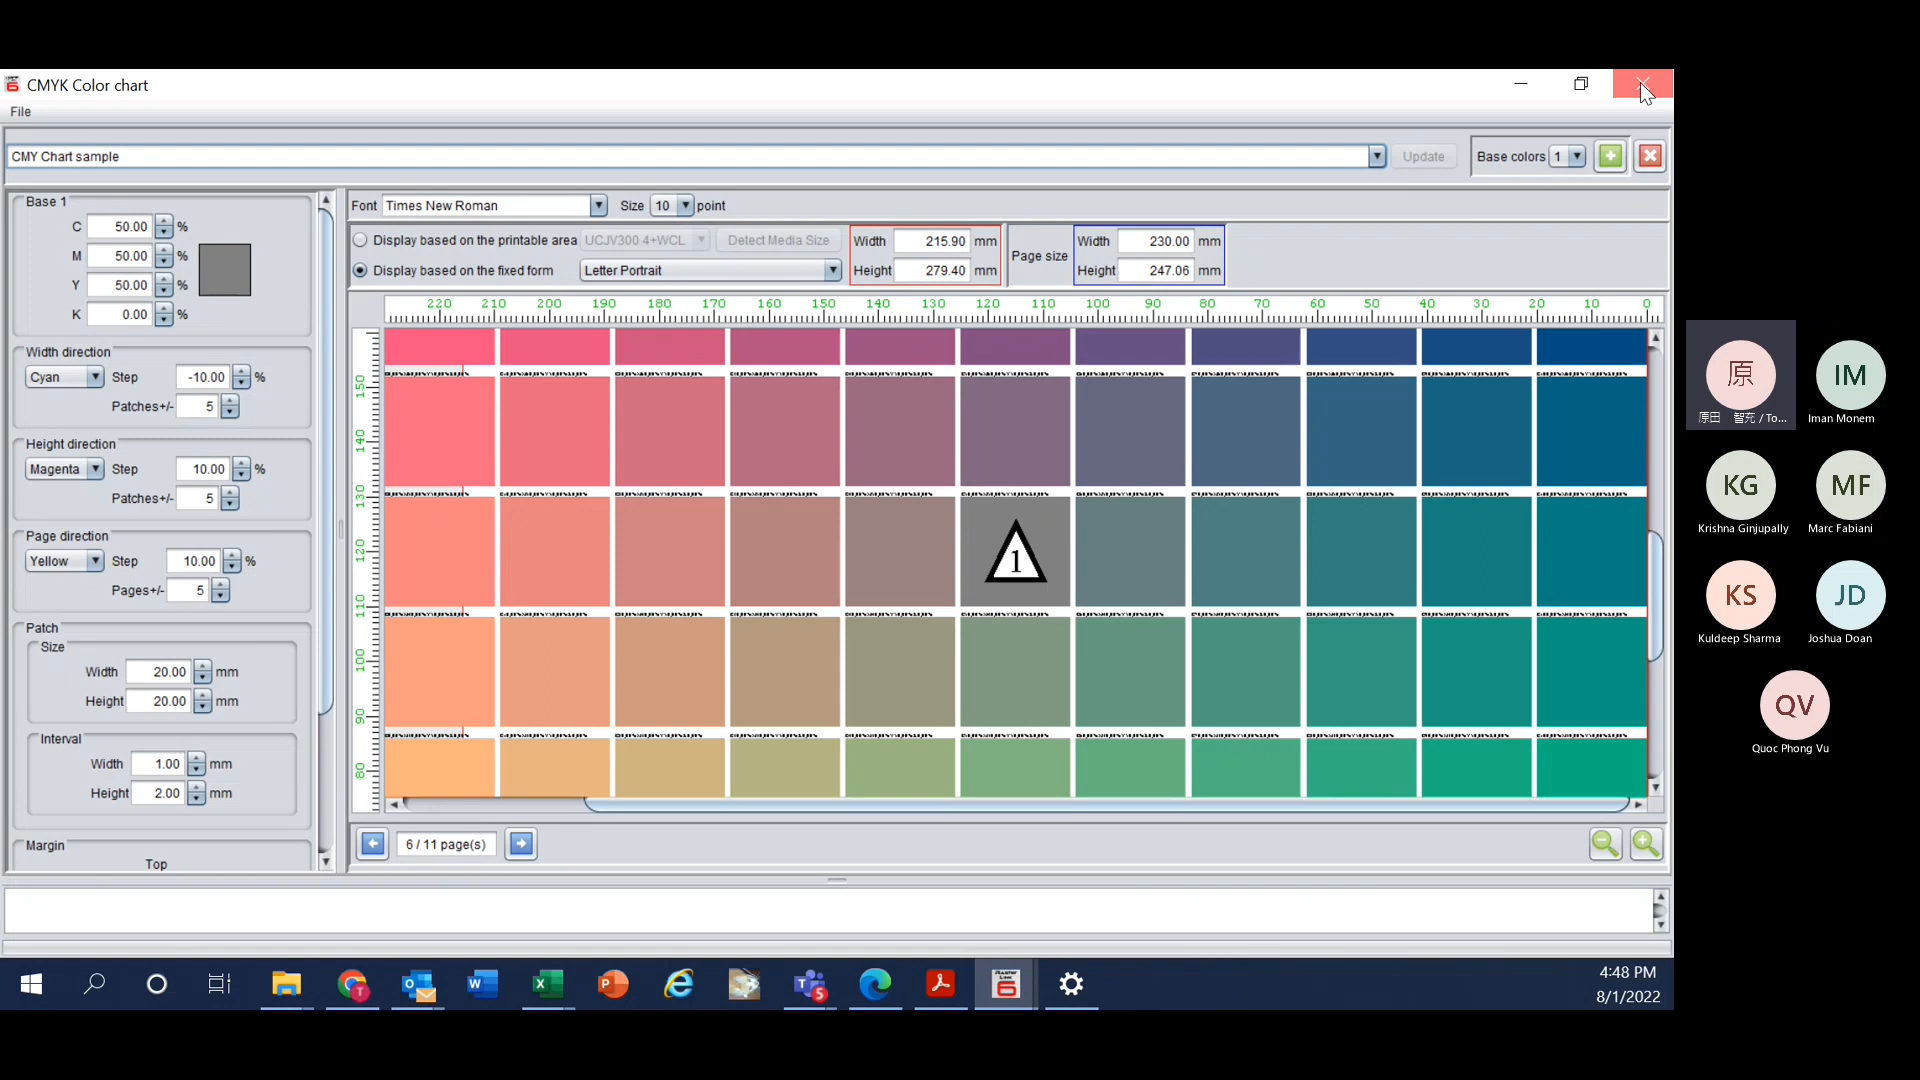 CMYK Color chart
File
CMY Chart sample
Update
Base colors 1
Base 1
C 50.00 %
M 50.00 %
Y 50.00 %
K 0.00 %
Width direction
Cyan Step -10.00 %
Patches+/- 5
Height direction
Magenta Step 10.00 %
Patches+/- 5
Page direction
Yellow Step 10.00 %
Pages+/- 5
Patch
Size
Width 20.00 mm
Height 20.00 mm
Interval
Width 1.00 mm
Height 2.00 mm
Margin
Top
Font Times New Roman Size 10 point
Display based on the printable area UCJV300 4+WCL Detect Media Size
Display based on the fixed form Letter Portrait
Width 215.90 mm
Height 279.40 mm
Page size
Width 230.00 mm
Height 247.06 mm
220 210 200 190 180 170 160 150 140 130 120 110 100 90 80 70 60 50 40 30 20 10 0
150
140
130
120
110
100
90
80
1
6 / 11 page(s)
4:48 PM
8/1/2022
原
原田 智充 / To...
IM
Iman Monem
KG
Krishna Ginjupally
MF
Marc Fabiani
KS
Kuldeep Sharma
JD
Joshua Doan
QV
Quoc Phong Vu